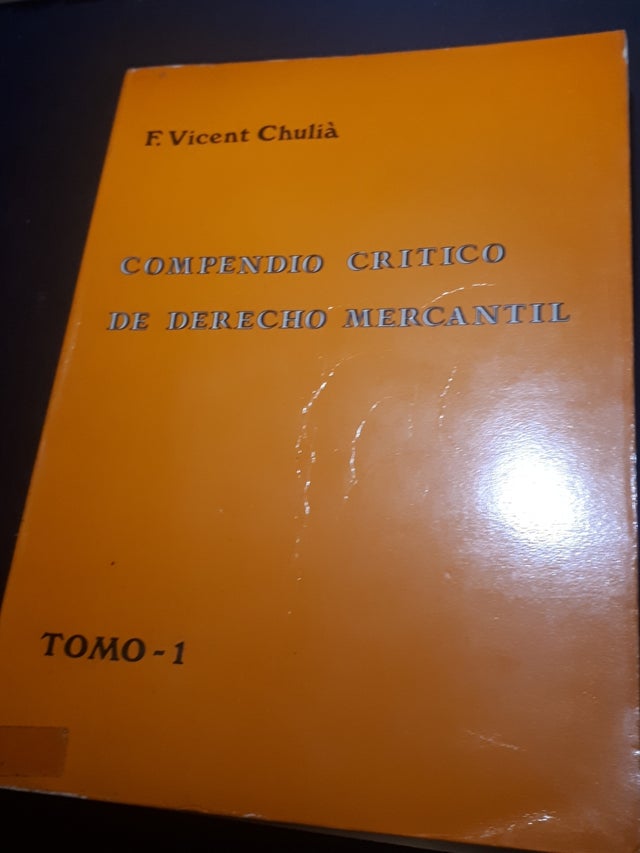 F. Vicent Chulià
COMPENDIO CRITICO
DE DERECHO MERCANTIL
TOMO - 1